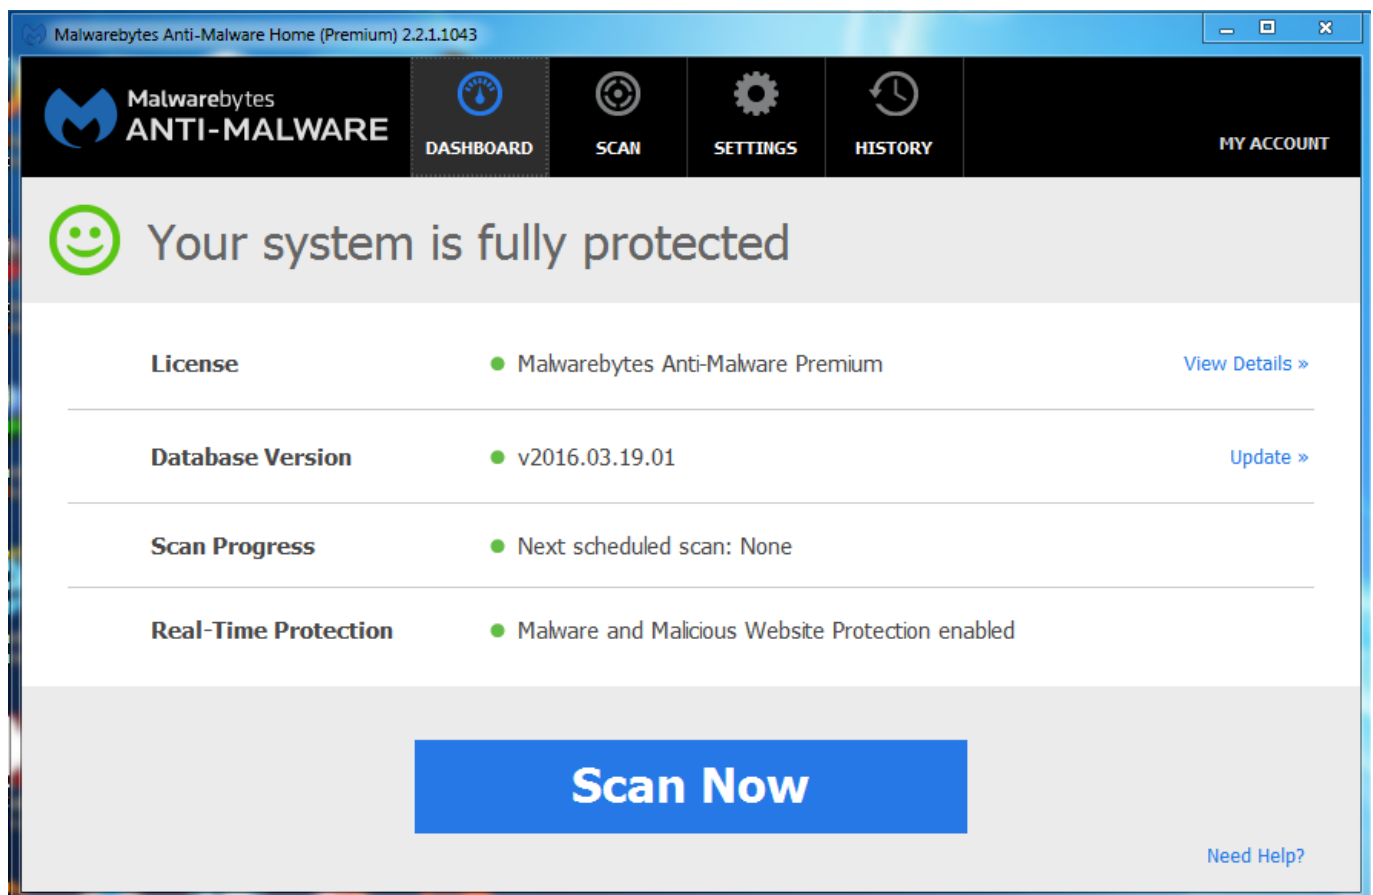 Malwarebytes Anti-Malware Home (Premium) 2.2.1.1043
Malwarebytes
ANTI-MALWARE
DASHBOARD
SCAN
SETTINGS
HISTORY
MY ACCOUNT
Your system is fully protected
License Malwarebytes Anti-Malware Premium View Details »
Database Version v2016.03.19.01 Update »
Scan Progress Next scheduled scan: None
Real-Time Protection Malware and Malicious Website Protection enabled
Scan Now
Need Help?